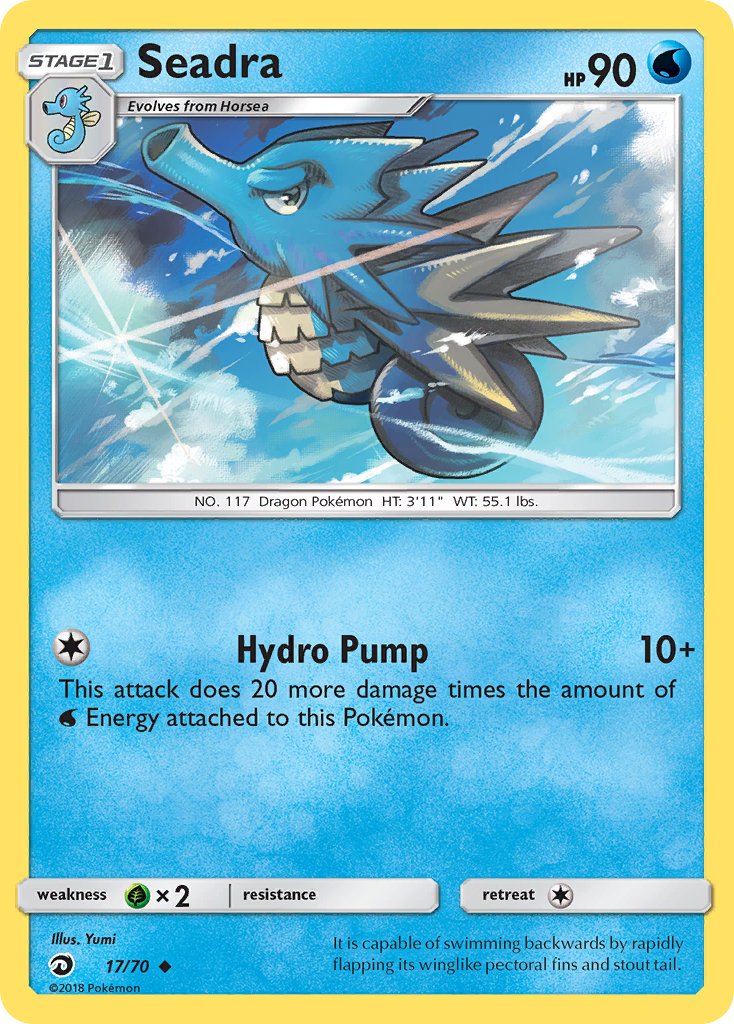 STAGE1
Seadra
HP90
Evolves from Horsea
NO. 117 Dragon Pokémon HT: 3'11" WT: 55.1 lbs.
Hydro Pump 10+
This attack does 20 more damage times the amount of
Energy attached to this Pokémon.
weakness ×2 resistance retreat
Illus. Yumi
17/70
©2018 Pokémon
It is capable of swimming backwards by rapidly
flapping its winglike pectoral fins and stout tail.